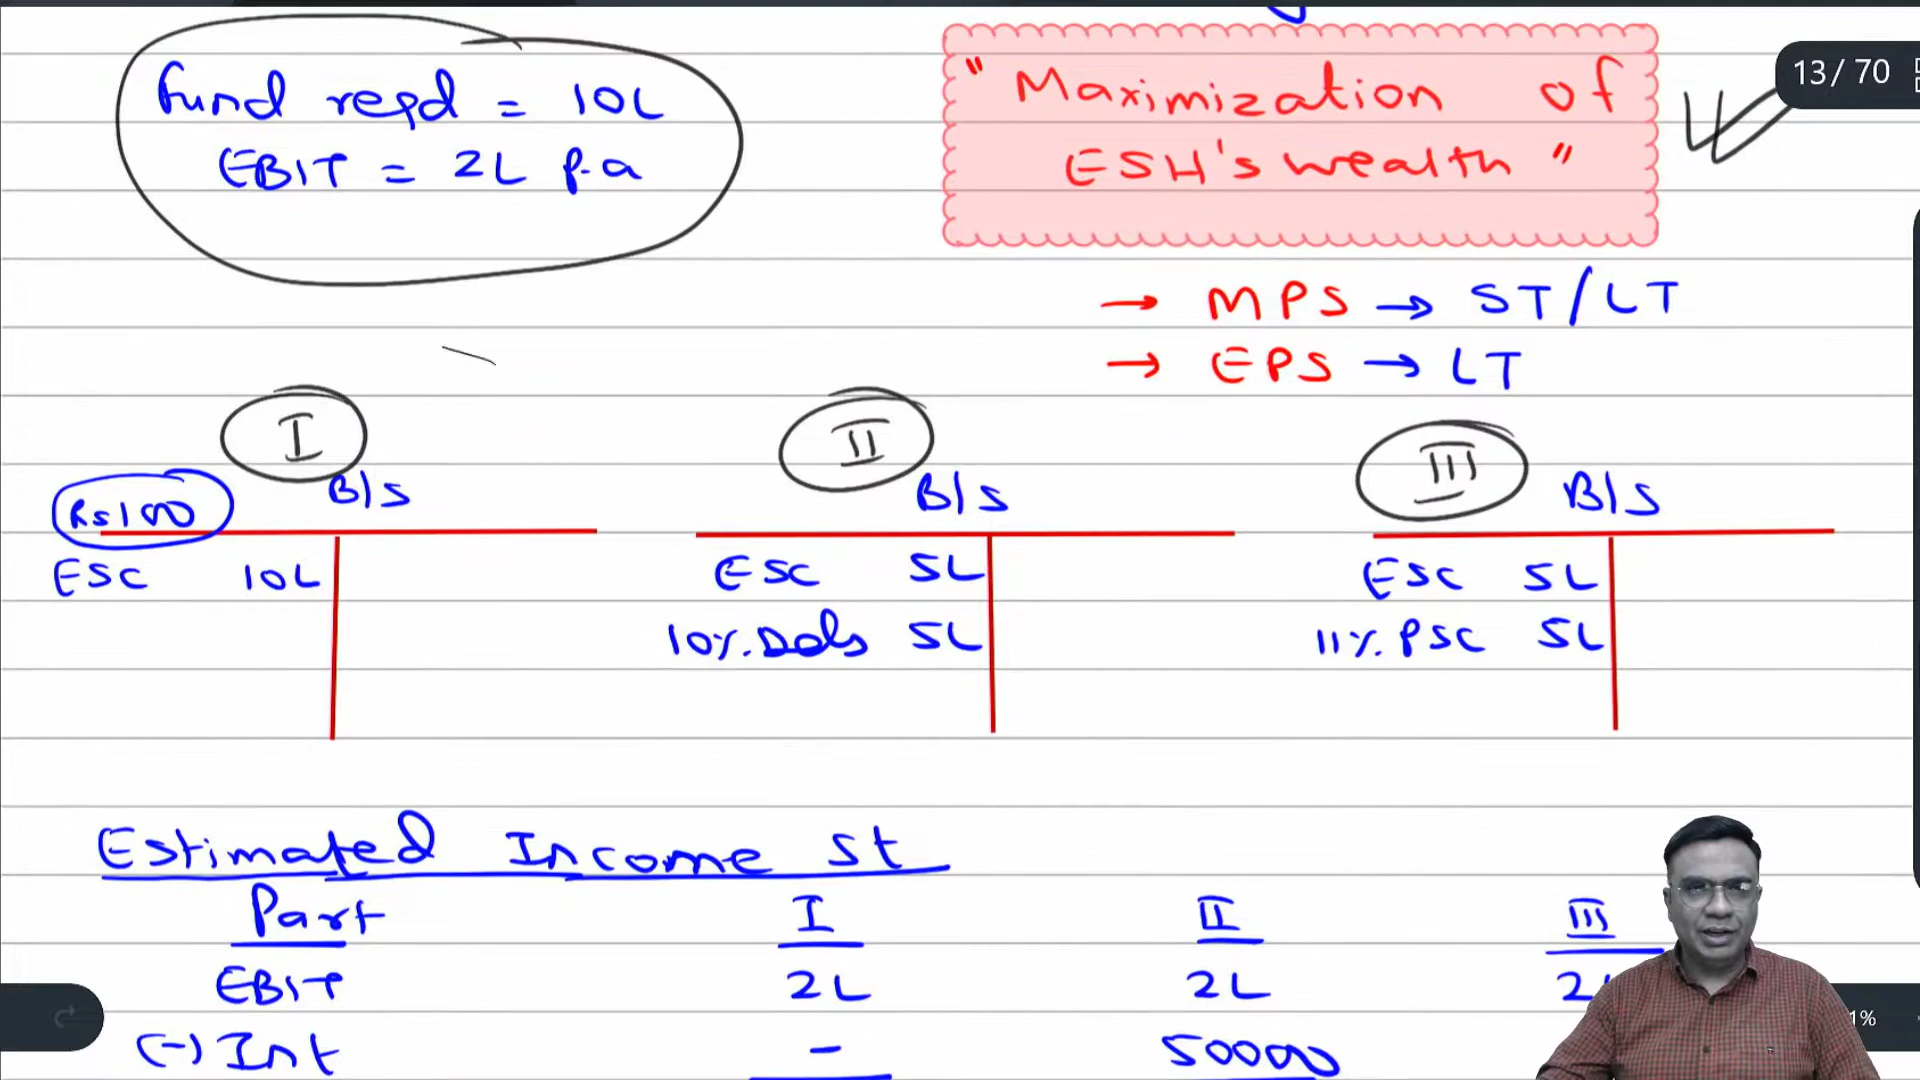 Fund reqd = 10L
EBIT = 2L p.a
" Maximization of
ESH's wealth "
13/ 70
→ MPS → ST/LT
→ EPS → LT
I
II
III
Rs100
B/S
B/S
B/S
ESC 10L
ESC 5L
ESC 5L
10%. Debs 5L
11%. PSC 5L
Estimated Income St
Part I II III
EBIT 2L 2L
(-) Int - 50000
1%